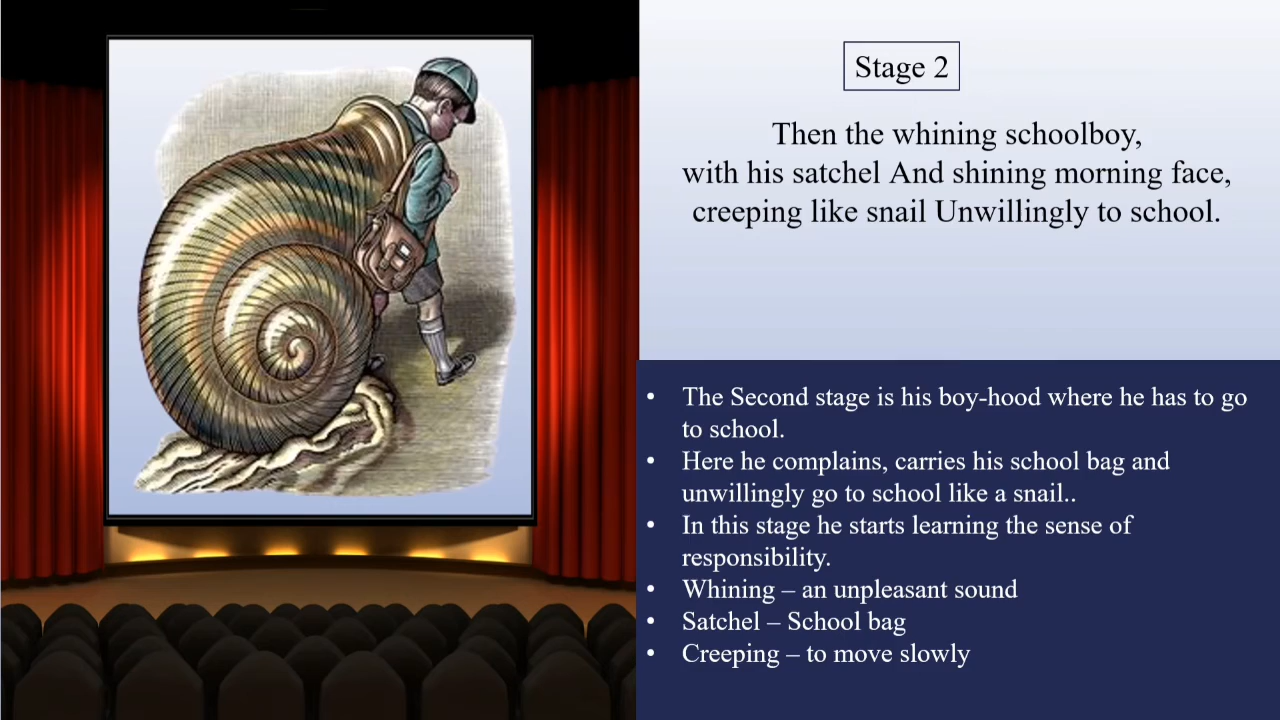 Stage 2
Then the whining schoolboy,
with his satchel And shining morning face,
creeping like snail Unwillingly to school.
• The Second stage is his boy-hood where he has to go
to school.
• Here he complains, carries his school bag and
unwillingly go to school like a snail..
• In this stage he starts learning the sense of
responsibility.
• Whining – an unpleasant sound
• Satchel – School bag
• Creeping – to move slowly